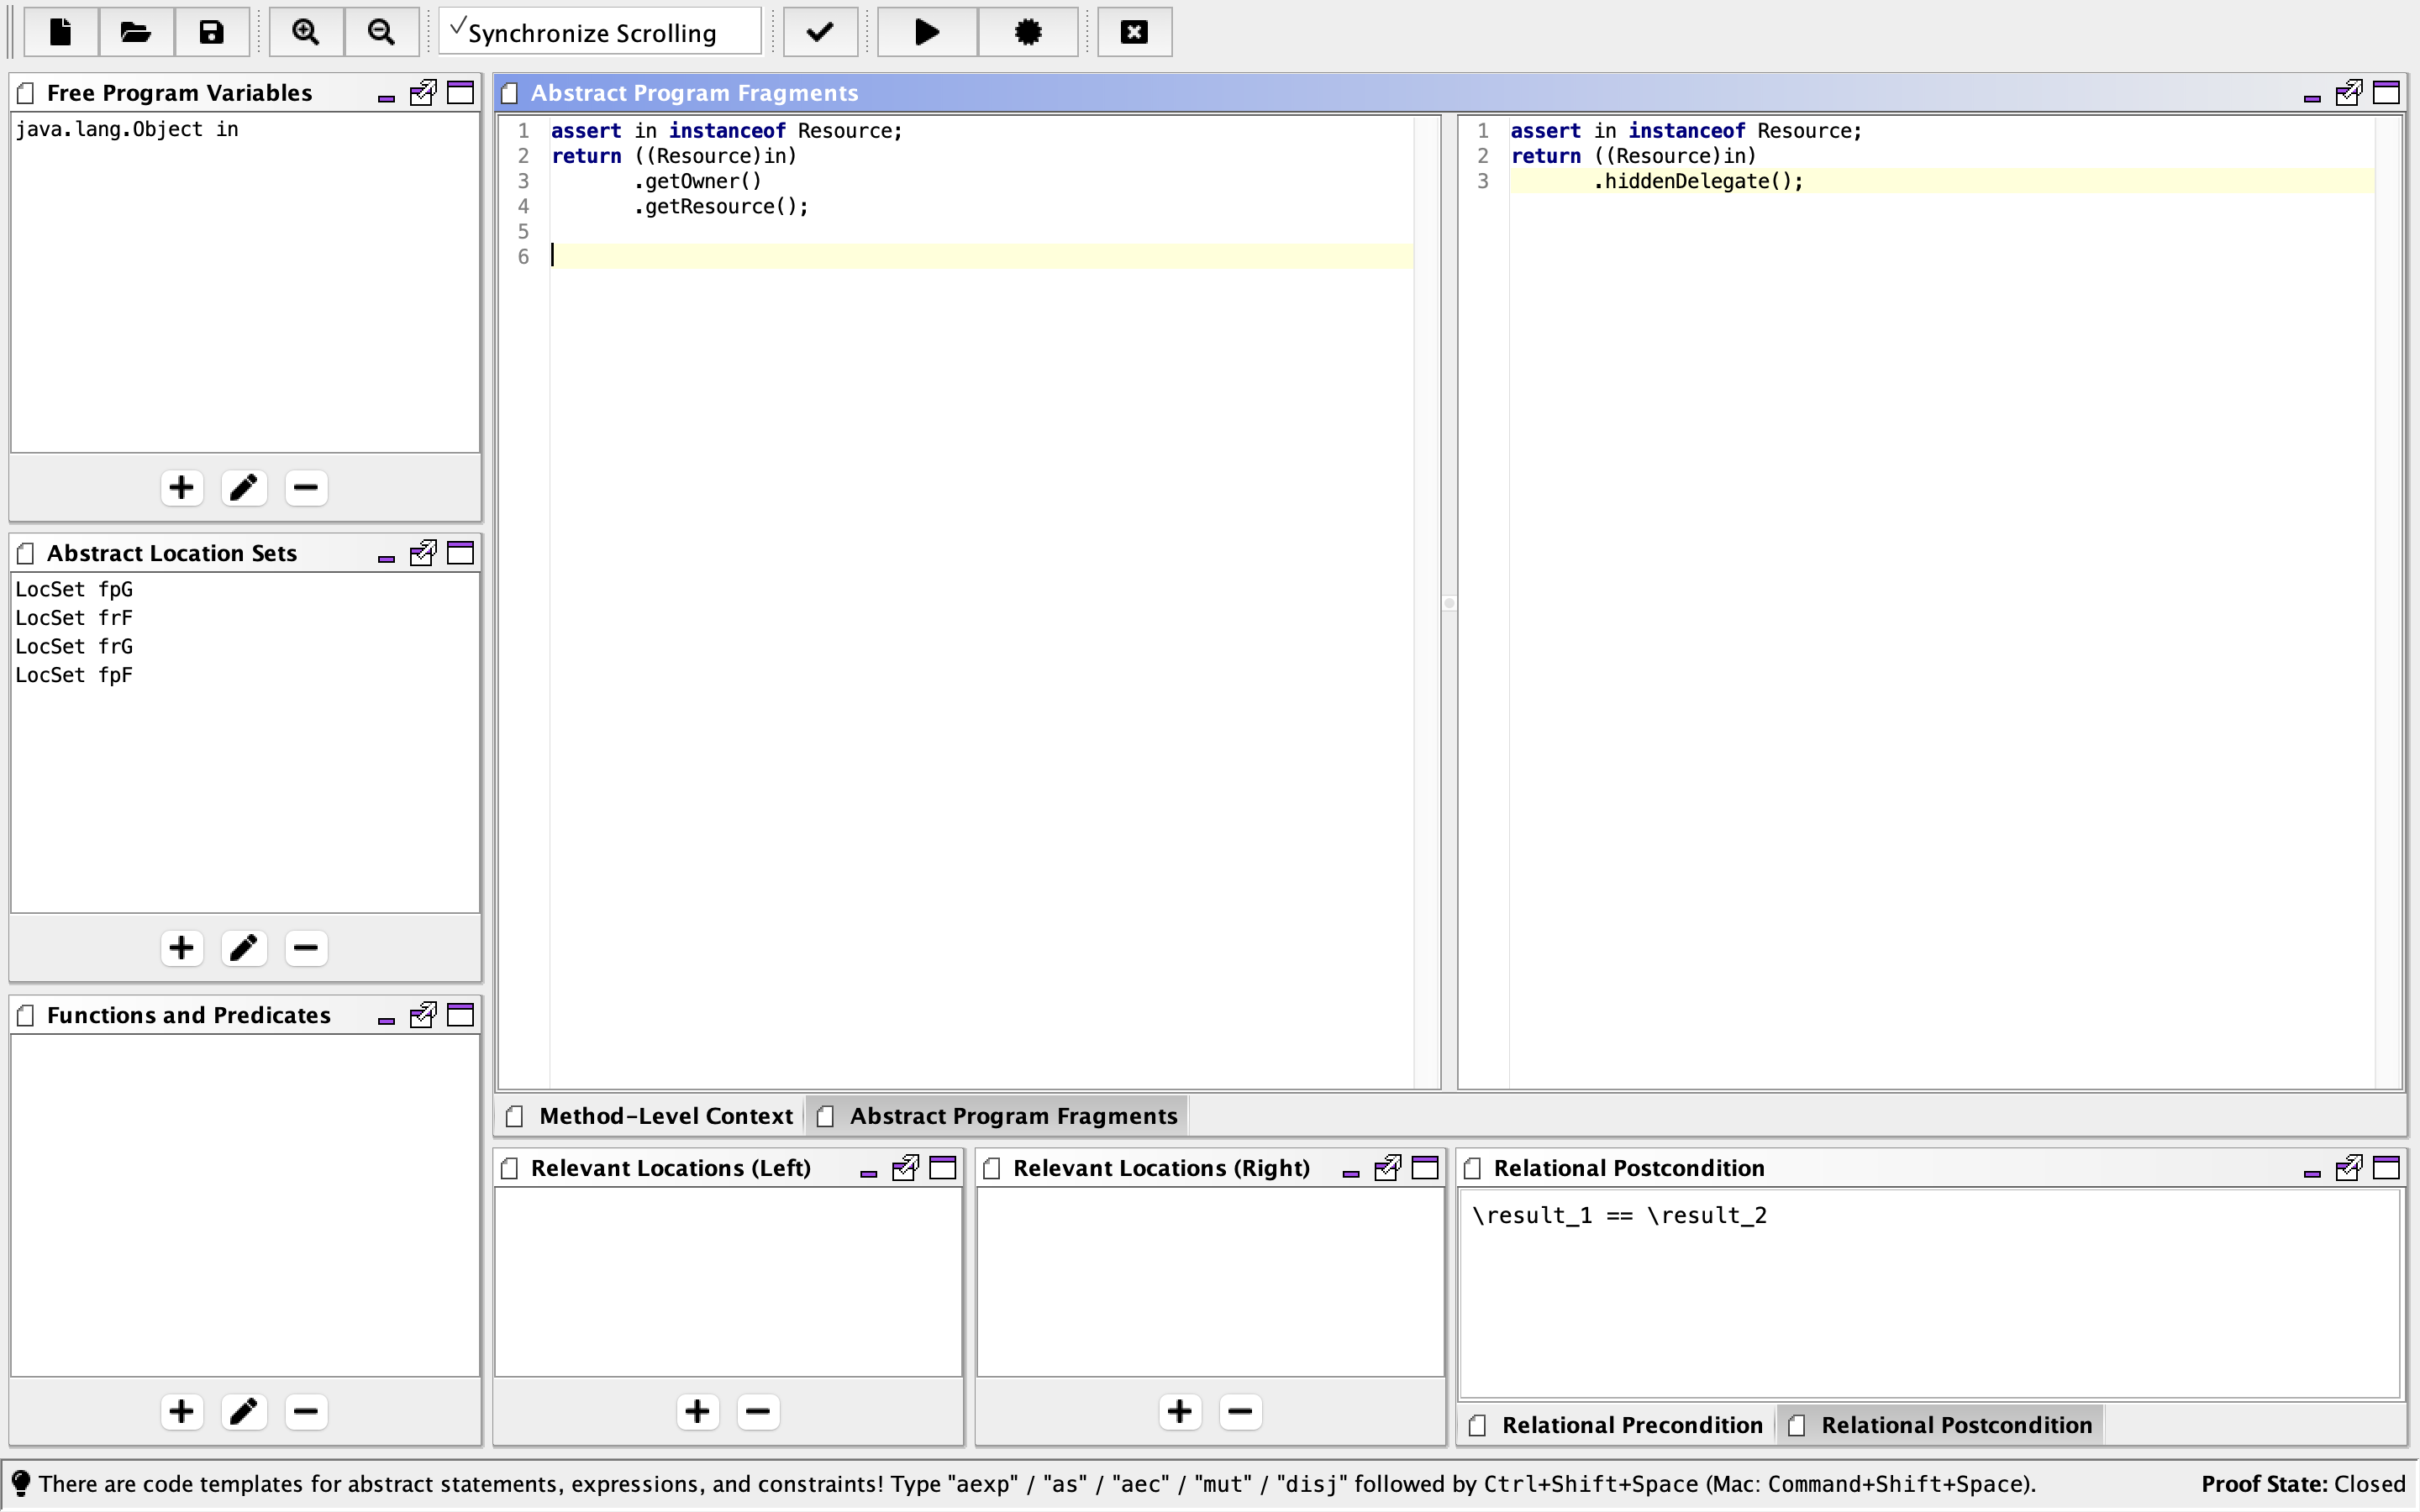 Synchronize Scrolling
Free Program Variables
java.lang.Object in
Abstract Location Sets
LocSet fpG
LocSet frF
LocSet frG
LocSet fpF
Functions and Predicates
Abstract Program Fragments
1 assert in instanceof Resource;
2 return ((Resource)in)
3 .getOwner()
4 .getResource();
5
6
1 assert in instanceof Resource;
2 return ((Resource)in)
3 .hiddenDelegate();
Method-Level Context
Abstract Program Fragments
Relevant Locations (Left)
Relevant Locations (Right)
Relational Postcondition
\result_1 == \result_2
Relational Precondition
Relational Postcondition
There are code templates for abstract statements, expressions, and constraints! Type "aexp" / "as" / "aec" / "mut" / "disj" followed by Ctrl+Shift+Space (Mac: Command+Shift+Space).
Proof State: Closed